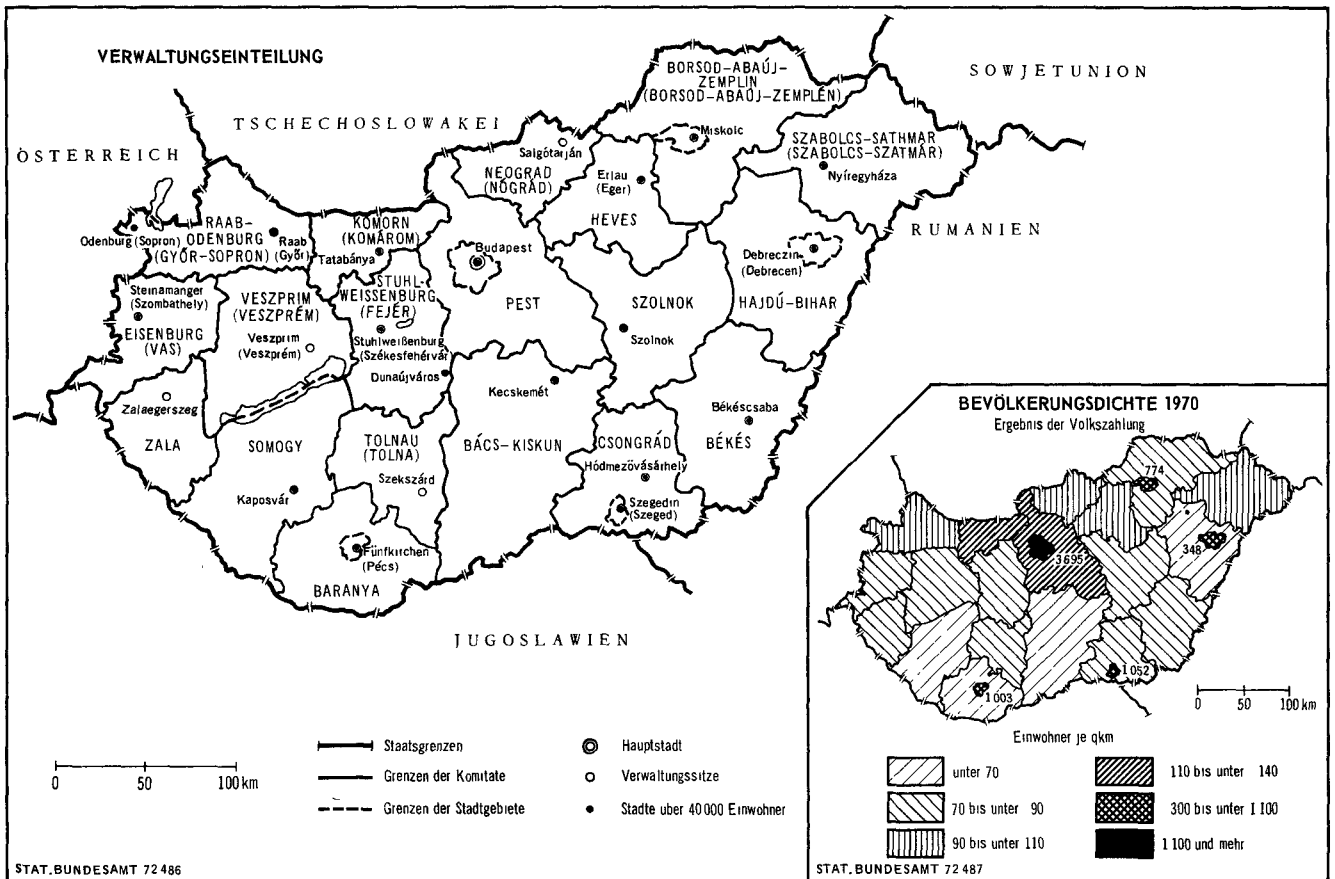 VERWALTUNGSEINTEILUNG
SOWJETUNION
TSCHECHOSLOWAKEI
ÖSTERREICH
RUMANIEN
JUGOSLAWIEN
BORSOD-ABAÚJ-
ZEMPLIN
(BORSOD-ABAÚJ-ZEMPLÉN)
Miskolc
SZABOLCS-SATHMAR
(SZABOLCS-SZATMÁR)
Nyíregyháza
Salgótarján
NEOGRAD
(NÓGRÁD)
Erlau
(Eger)
HEVES
Odenburg (Sopron)
RAAB-
ODENBURG
(GYŐR-SOPRON)
Raab
(Győr)
KOMORN
(KOMÁROM)
Tatabánya
Budapest
PEST
Debreczin
(Debrecen)
HAJDÚ-BIHAR
Steinamanger
(Szombathely)
EISENBURG
(VAS)
VESZPRIM
(VESZPRÉM)
Veszprim
(Veszprém)
STUHL-
WEISSENBURG
(FEJÉR)
Stuhlweißenburg
(Székesfehérvár)
Dunaújváros
SZOLNOK
Szolnok
Kecskemét
Zalaegerszeg
ZALA
SOMOGY
Kaposvár
TOLNAU
(TOLNA)
Szekszárd
BÁCS-KISKUN
CSONGRÁD
Hódmezövásárhely
Szegedin
(Szeged)
Békéscsaba
BÉKÉS
Fünfkirchen
(Pécs)
BARANYA
0 50 100 km
Staatsgrenzen
Grenzen der Komitate
Grenzen der Stadtgebiete
Hauptstadt
Verwaltungssitze
Stadte uber 40 000 Einwohner
STAT. BUNDESAMT 72 486
BEVÖLKERUNGSDICHTE 1970
Ergebnis der Volkszahlung
774
348
3 695
1 052
1 003
0 50 100 km
Einwohner je qkm
unter 70
70 bis unter 90
90 bis unter 110
110 bis unter 140
300 bis unter 1 100
1 100 und mehr
STAT. BUNDESAMT 72 487